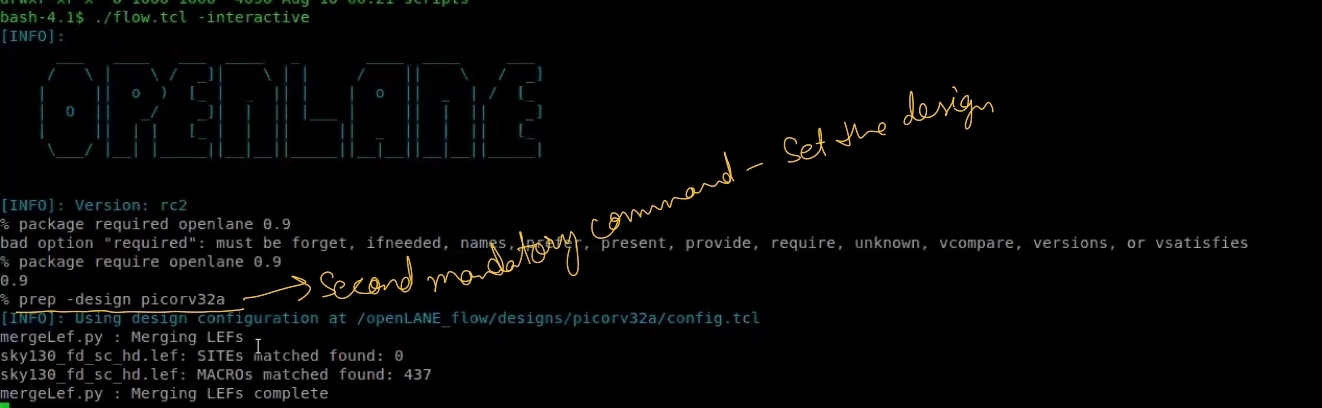 bash-4.1$ ./flow.tcl -interactive
[INFO]:
OPENLANE
[INFO]: Version: rc2
% package required openlane 0.9
bad option "required": must be forget, ifneeded, names, prefer, present, provide, require, unknown, vcompare, versions, or vsatisfies
% package require openlane 0.9
0.9
% prep -design picorv32a
Second mandatory command - Set the design
[INFO]: Using design configuration at /openLANE_flow/designs/picorv32a/config.tcl
mergeLef.py : Merging LEFs
sky130_fd_sc_hd.lef: SITEs matched found: 0
sky130_fd_sc_hd.lef: MACROs matched found: 437
mergeLef.py : Merging LEFs complete